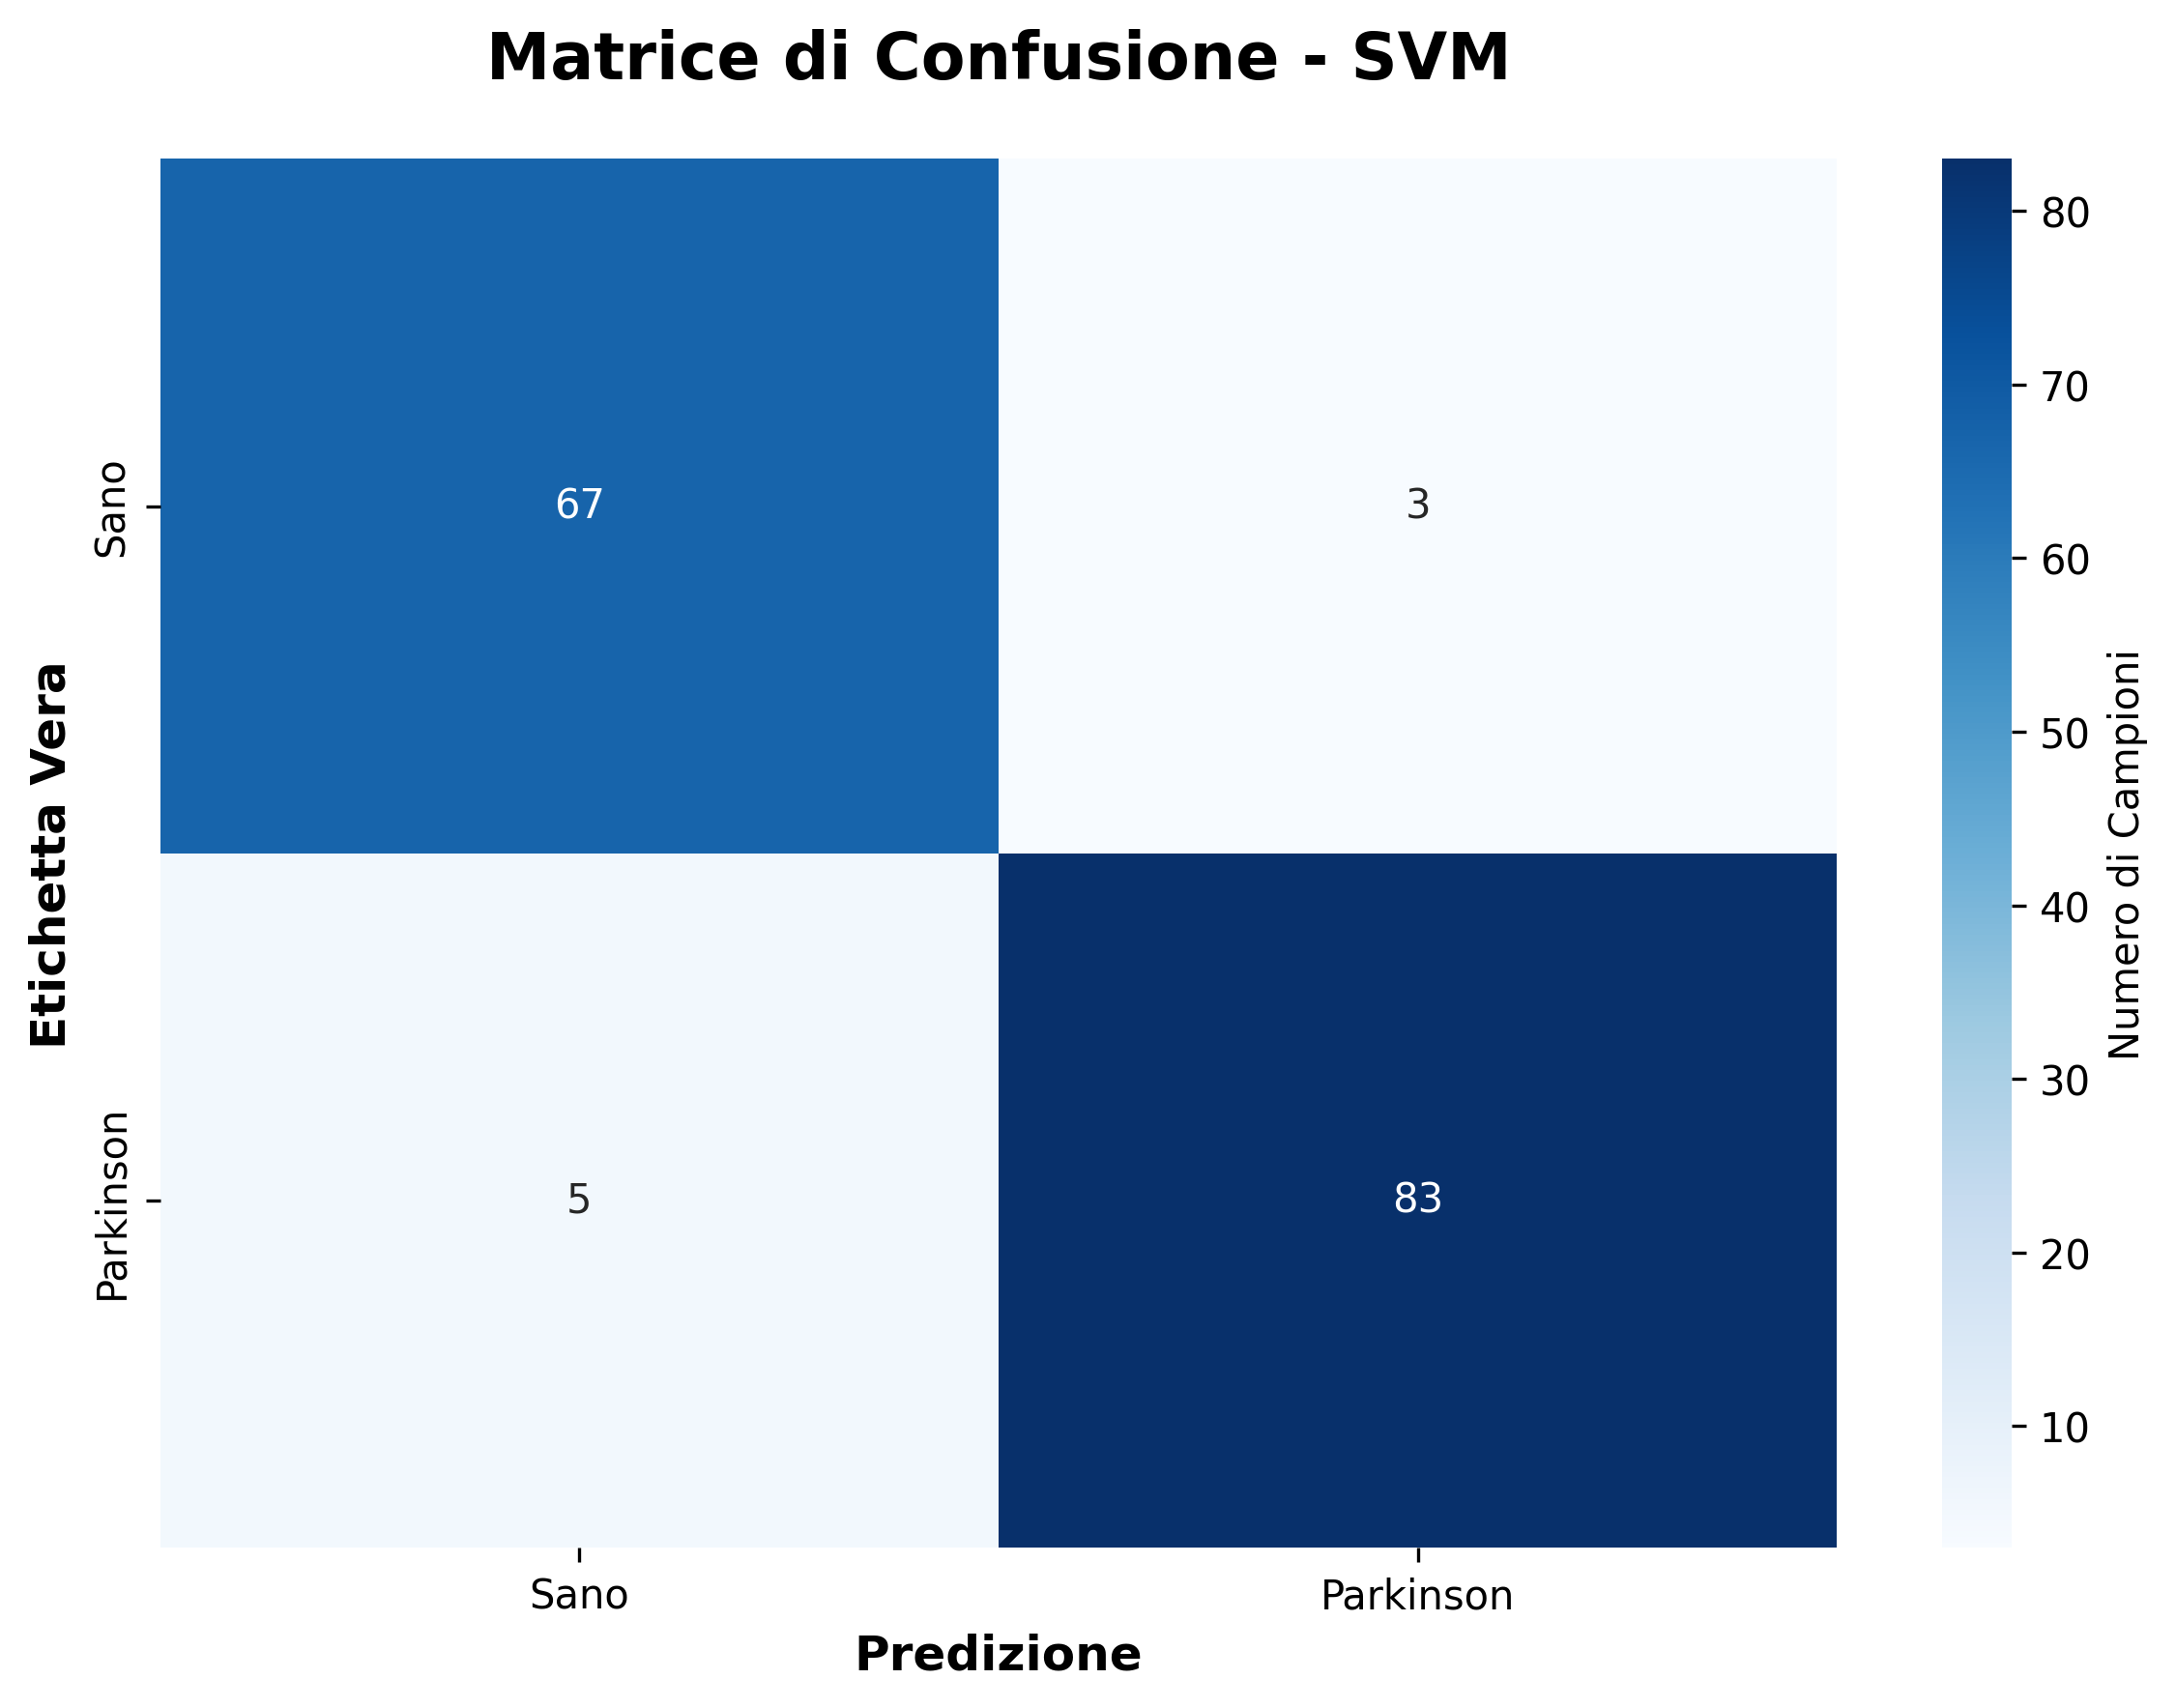 Matrice di Confusione - SVM
Etichetta Vera
Sano
67
3
Parkinson
5
83
Sano
Parkinson
Predizione
80
70
60
50
40
30
20
10
Numero di Campioni